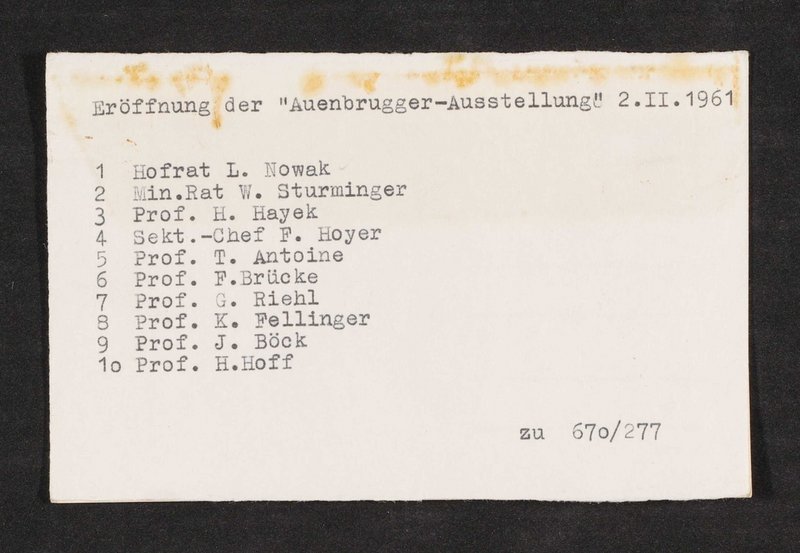 Eröffnung der "Auenbrugger-Ausstellung" 2.II.1961
1 Hofrat L. Nowak
2 Min.Rat W. Sturminger
3 Prof. H. Hayek
4 Sekt.-Chef F. Hoyer
5 Prof. T. Antoine
6 Prof. F.Brücke
7 Prof. G. Riehl
8 Prof. K. Fellinger
9 Prof. J. Böck
1o Prof. H.Hoff
zu 67o/277